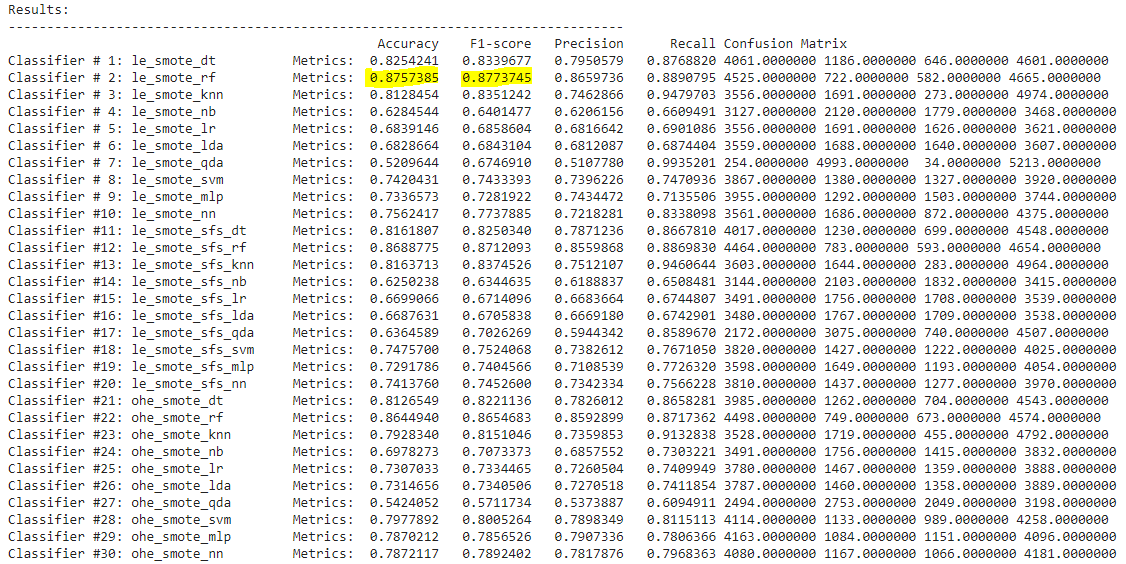 Results:
--------------------------------------------------------------------------------
Accuracy F1-score Precision Recall Confusion Matrix
Classifier # 1: le_smote_dt Metrics: 0.8254241 0.8339677 0.7950579 0.8768820 4061.0000000 1186.0000000 646.0000000 4601.0000000
Classifier # 2: le_smote_rf Metrics: 0.8757385 0.8773745 0.8659736 0.8890795 4525.0000000 722.0000000 582.0000000 4665.0000000
Classifier # 3: le_smote_knn Metrics: 0.8128454 0.8351242 0.7462866 0.9479703 3556.0000000 1691.0000000 273.0000000 4974.0000000
Classifier # 4: le_smote_nb Metrics: 0.6284544 0.6401477 0.6206156 0.6609491 3127.0000000 2120.0000000 1779.0000000 3468.0000000
Classifier # 5: le_smote_lr Metrics: 0.6839146 0.6858604 0.6816642 0.6901086 3556.0000000 1691.0000000 1626.0000000 3621.0000000
Classifier # 6: le_smote_lda Metrics: 0.6828664 0.6843104 0.6812087 0.6874404 3559.0000000 1688.0000000 1640.0000000 3607.0000000
Classifier # 7: le_smote_qda Metrics: 0.5209644 0.6746910 0.5107780 0.9935201 254.0000000 4993.0000000 34.0000000 5213.0000000
Classifier # 8: le_smote_svm Metrics: 0.7420431 0.7433393 0.7396226 0.7470936 3867.0000000 1380.0000000 1327.0000000 3920.0000000
Classifier # 9: le_smote_mlp Metrics: 0.7336573 0.7281922 0.7434472 0.7135506 3955.0000000 1292.0000000 1503.0000000 3744.0000000
Classifier #10: le_smote_nn Metrics: 0.7562417 0.7737885 0.7218281 0.8338098 3561.0000000 1686.0000000 872.0000000 4375.0000000
Classifier #11: le_smote_sfs_dt Metrics: 0.8161807 0.8250340 0.7871236 0.8667810 4017.0000000 1230.0000000 699.0000000 4548.0000000
Classifier #12: le_smote_sfs_rf Metrics: 0.8688775 0.8712093 0.8559868 0.8869830 4464.0000000 783.0000000 593.0000000 4654.0000000
Classifier #13: le_smote_sfs_knn Metrics: 0.8163713 0.8374526 0.7512107 0.9460644 3603.0000000 1644.0000000 283.0000000 4964.0000000
Classifier #14: le_smote_sfs_nb Metrics: 0.6250238 0.6344635 0.6188837 0.6508481 3144.0000000 2103.0000000 1832.0000000 3415.0000000
Classifier #15: le_smote_sfs_lr Metrics: 0.6699066 0.6714096 0.6683664 0.6744807 3491.0000000 1756.0000000 1708.0000000 3539.0000000
Classifier #16: le_smote_sfs_lda Metrics: 0.6687631 0.6705838 0.6669180 0.6742901 3480.0000000 1767.0000000 1709.0000000 3538.0000000
Classifier #17: le_smote_sfs_qda Metrics: 0.6364589 0.7026269 0.5944342 0.8589670 2172.0000000 3075.0000000 740.0000000 4507.0000000
Classifier #18: le_smote_sfs_svm Metrics: 0.7475700 0.7524068 0.7382612 0.7671050 3820.0000000 1427.0000000 1222.0000000 4025.0000000
Classifier #19: le_smote_sfs_mlp Metrics: 0.7291786 0.7404566 0.7108539 0.7726320 3598.0000000 1649.0000000 1193.0000000 4054.0000000
Classifier #20: le_smote_sfs_nn Metrics: 0.7413760 0.7452600 0.7342334 0.7566228 3810.0000000 1437.0000000 1277.0000000 3970.0000000
Classifier #21: ohe_smote_dt Metrics: 0.8126549 0.8221136 0.7826012 0.8658281 3985.0000000 1262.0000000 704.0000000 4543.0000000
Classifier #22: ohe_smote_rf Metrics: 0.8644940 0.8654683 0.8592899 0.8717362 4498.0000000 749.0000000 673.0000000 4574.0000000
Classifier #23: ohe_smote_knn Metrics: 0.7928340 0.8151046 0.7359853 0.9132838 3528.0000000 1719.0000000 455.0000000 4792.0000000
Classifier #24: ohe_smote_nb Metrics: 0.6978273 0.7073373 0.6857552 0.7303221 3491.0000000 1756.0000000 1415.0000000 3832.0000000
Classifier #25: ohe_smote_lr Metrics: 0.7307033 0.7334465 0.7260504 0.7409949 3780.0000000 1467.0000000 1359.0000000 3888.0000000
Classifier #26: ohe_smote_lda Metrics: 0.7314656 0.7340506 0.7270518 0.7411854 3787.0000000 1460.0000000 1358.0000000 3889.0000000
Classifier #27: ohe_smote_qda Metrics: 0.5424052 0.5711734 0.5373887 0.6094911 2494.0000000 2753.0000000 2049.0000000 3198.0000000
Classifier #28: ohe_smote_svm Metrics: 0.7977892 0.8005264 0.7898349 0.8115113 4114.0000000 1133.0000000 989.0000000 4258.0000000
Classifier #29: ohe_smote_mlp Metrics: 0.7870212 0.7856526 0.7907336 0.7806366 4163.0000000 1084.0000000 1151.0000000 4096.0000000
Classifier #30: ohe_smote_nn Metrics: 0.7872117 0.7892402 0.7817876 0.7968363 4080.0000000 1167.0000000 1066.0000000 4181.0000000